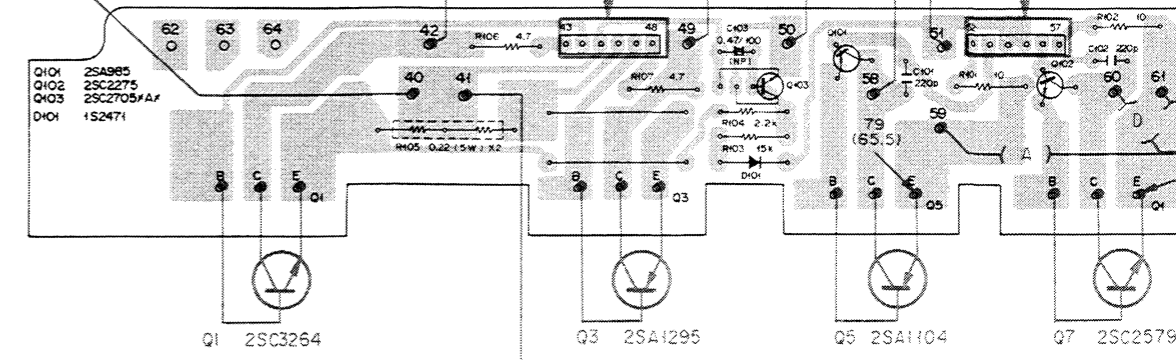 62 63 64 42 43 48 49 C103 50 Q101 51 52 57 R102 10
R106 4.7 0.47/100 Q102 C102 220p
(NP)
Q101 2SA985
Q102 2SC2275
Q103 2SC2705*A*
D101 1S2471
40 41 R107 4.7 Q103 58 C101 220p R101 10 60 61
R104 2.2k 79 59 D
R105 0.22 (5W) X2 R103 15k (65.5) A
D101
B C E Q1 B C E Q3 B C E Q5 B C E Q1
Q1 2SC3264 Q3 2SA1295 Q5 2SA1104 Q7 2SC2579